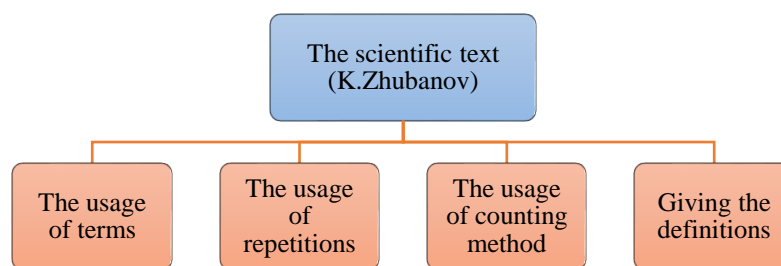 The scientific text
(K.Zhubanov)
The usage
of terms
The usage
of
repetitions
The usage
of counting
method
Giving the
definitions